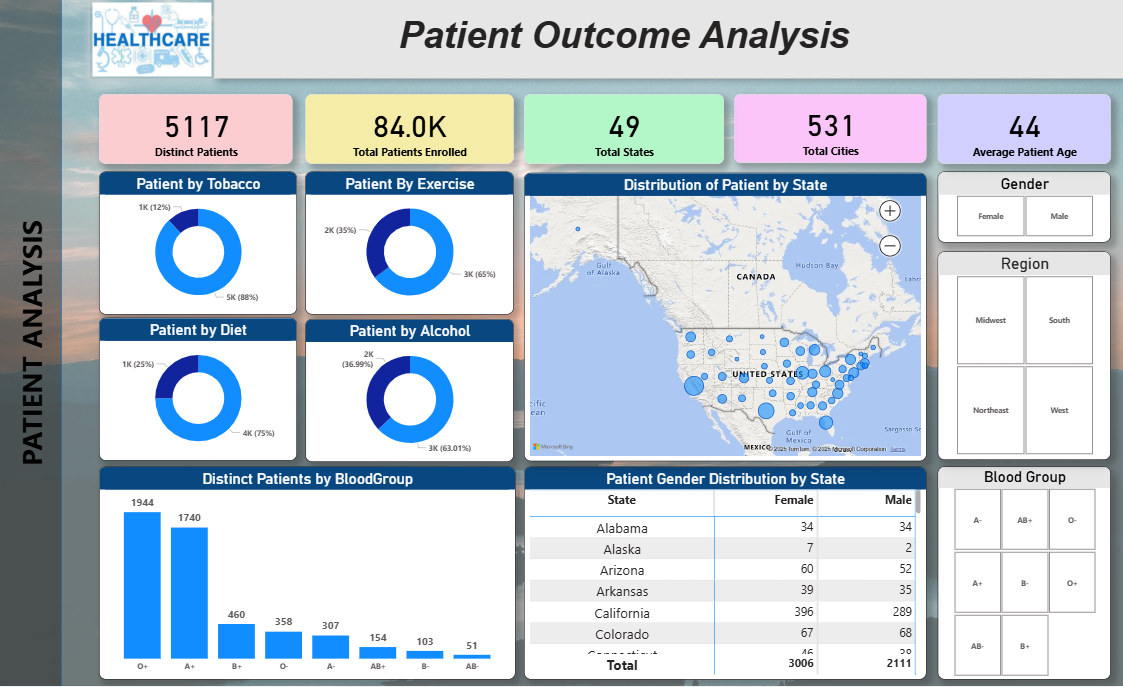 HEALTHCARE
Patient Outcome Analysis
PATIENT ANALYSIS
5117
Distinct Patients
84.0K
Total Patients Enrolled
49
Total States
531
Total Cities
44
Average Patient Age
Patient by Tobacco
1K (12%)
5K (88%)
Patient By Exercise
2K (35%)
3K (65%)
Distribution of Patient by State
+
−
Gulf
of Alaska
Hudson Bay
CANADA
UNITED STATES
Gulf of
Mexico
Sargasso Se
MEXICO
Microsoft Bing
© 2025 TomTom, © 2025 Microsoft Corporation Terms
Gender
Female Male
Region
Midwest South
Northeast West
Patient by Diet
1K (25%)
4K (75%)
Patient by Alcohol
2K
(36.99%)
3K (63.01%)
Distinct Patients by BloodGroup
1944
1740
460
358
307
154
103
51
O+ A+ B+ O- A- AB+ B- AB-
Patient Gender Distribution by State
State Female Male
Alabama 34 34
Alaska 7 2
Arizona 60 52
Arkansas 39 35
California 396 289
Colorado 67 68
Total 3006 2111
Blood Group
A- AB+ O-
A+ B- O+
AB- B+